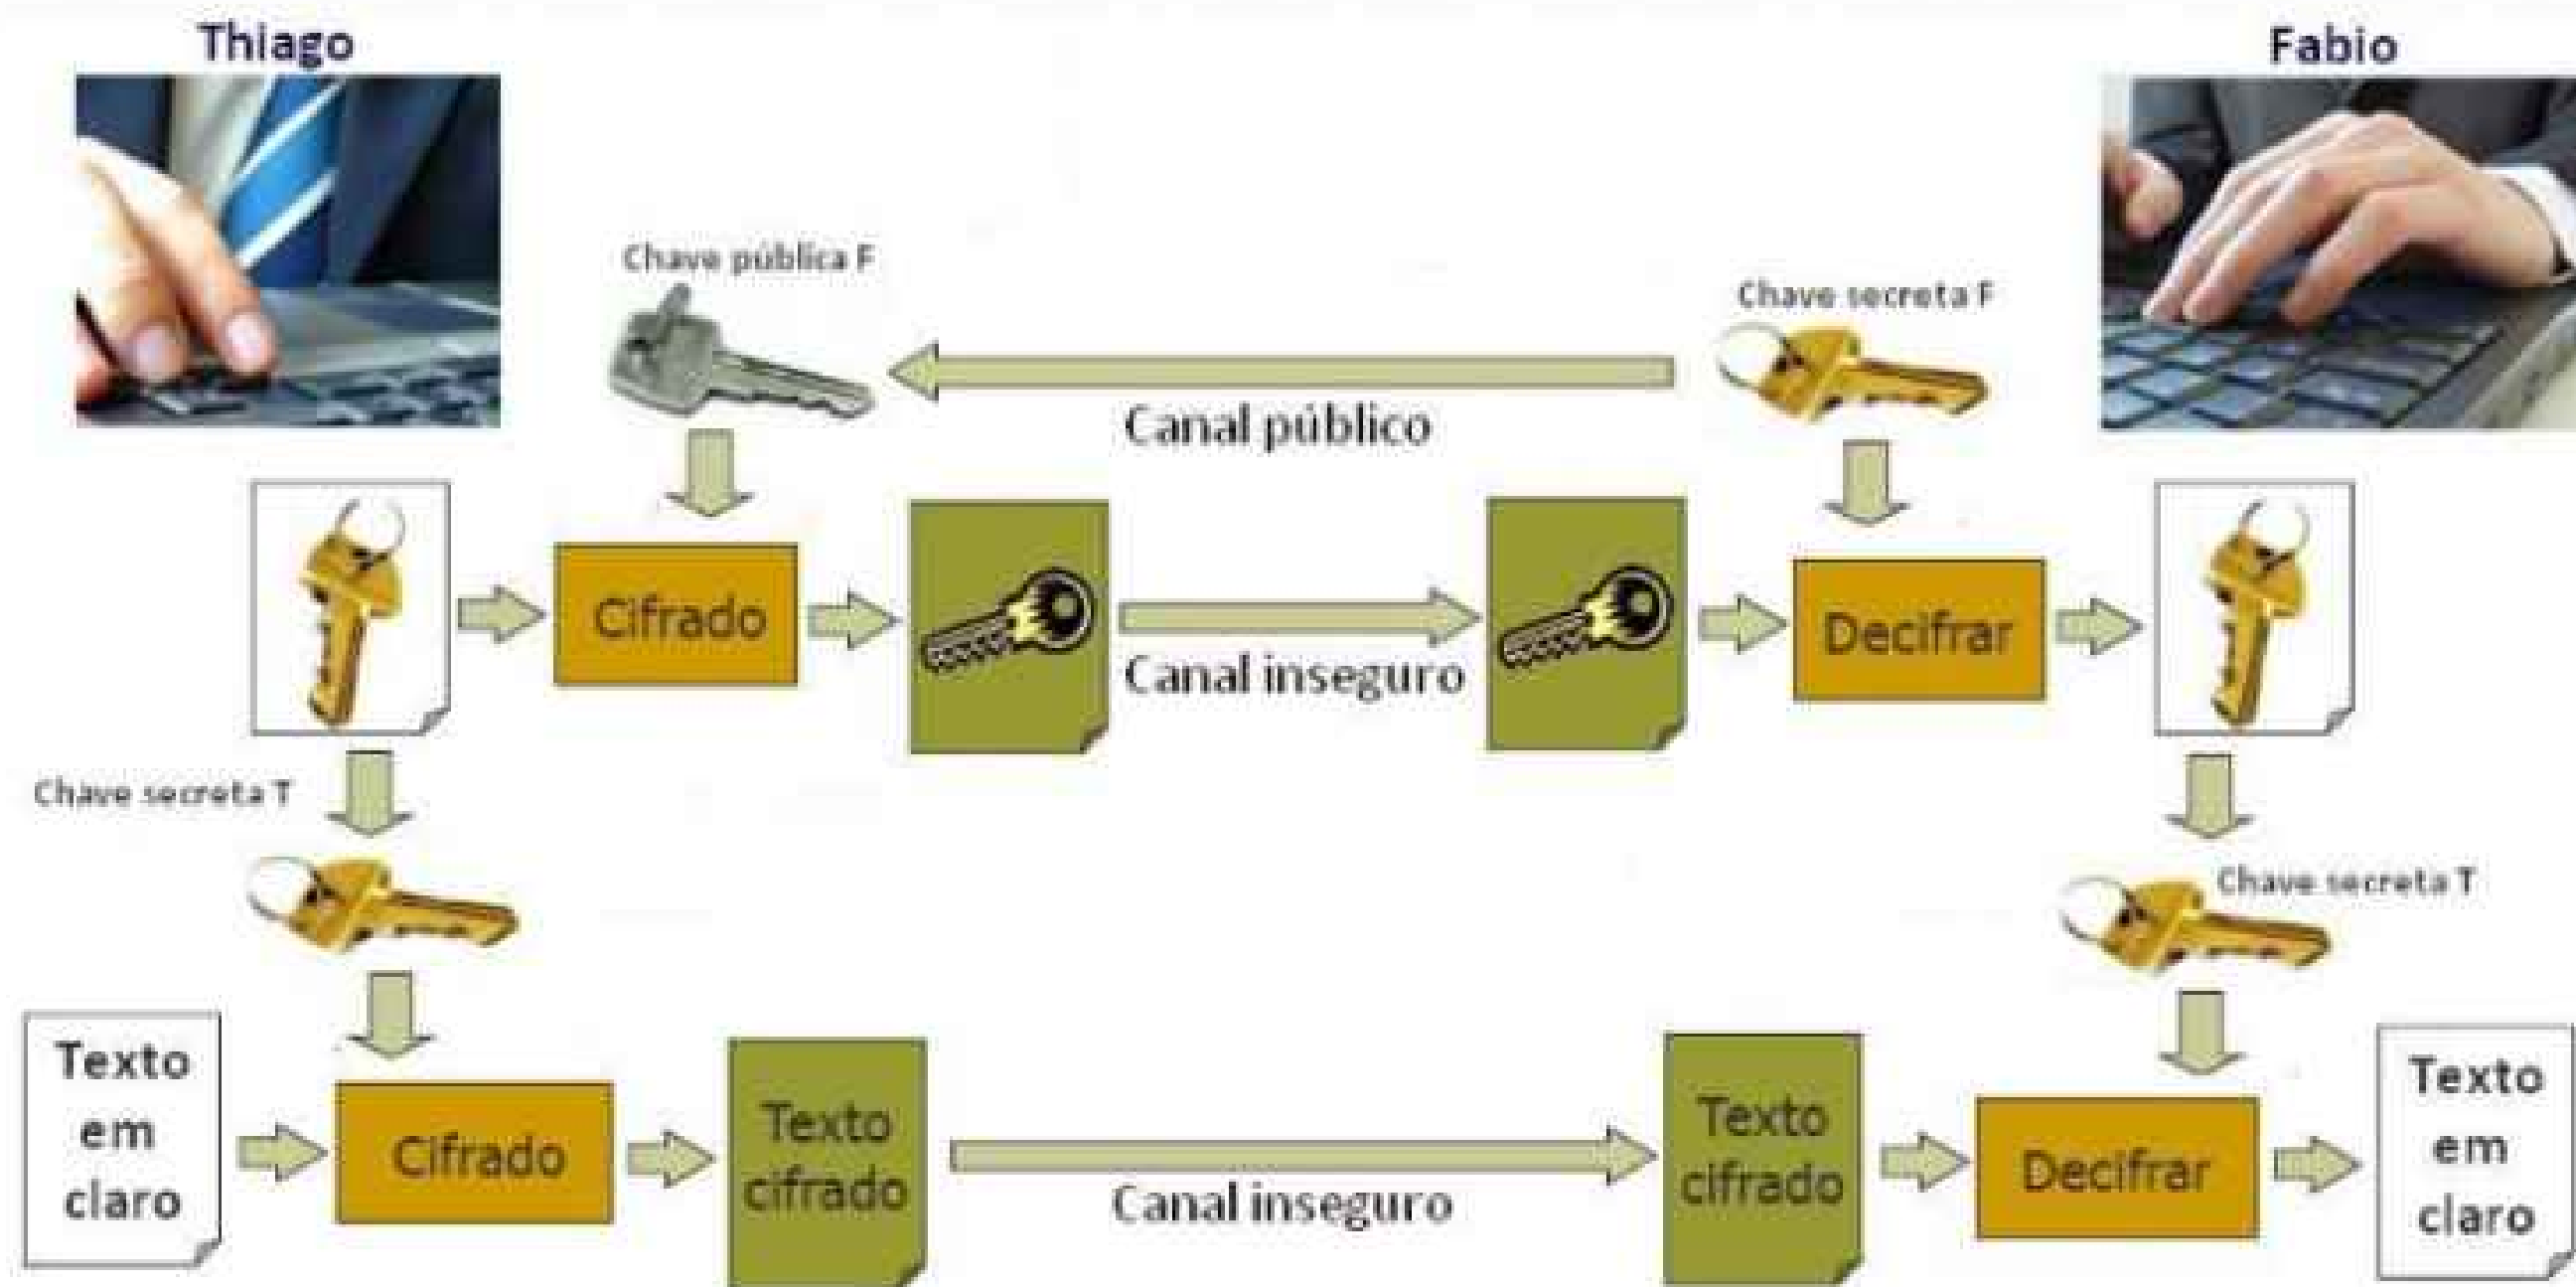 Thiago
Fabio
Chave pública F
Chave secreta F
Canal público
Cifrado
Canal inseguro
Decifrar
Chave secreta T
Chave secreta T
Texto
em
claro
Cifrado
Texto
cifrado
Canal inseguro
Texto
cifrado
Decifrar
Texto
em
claro